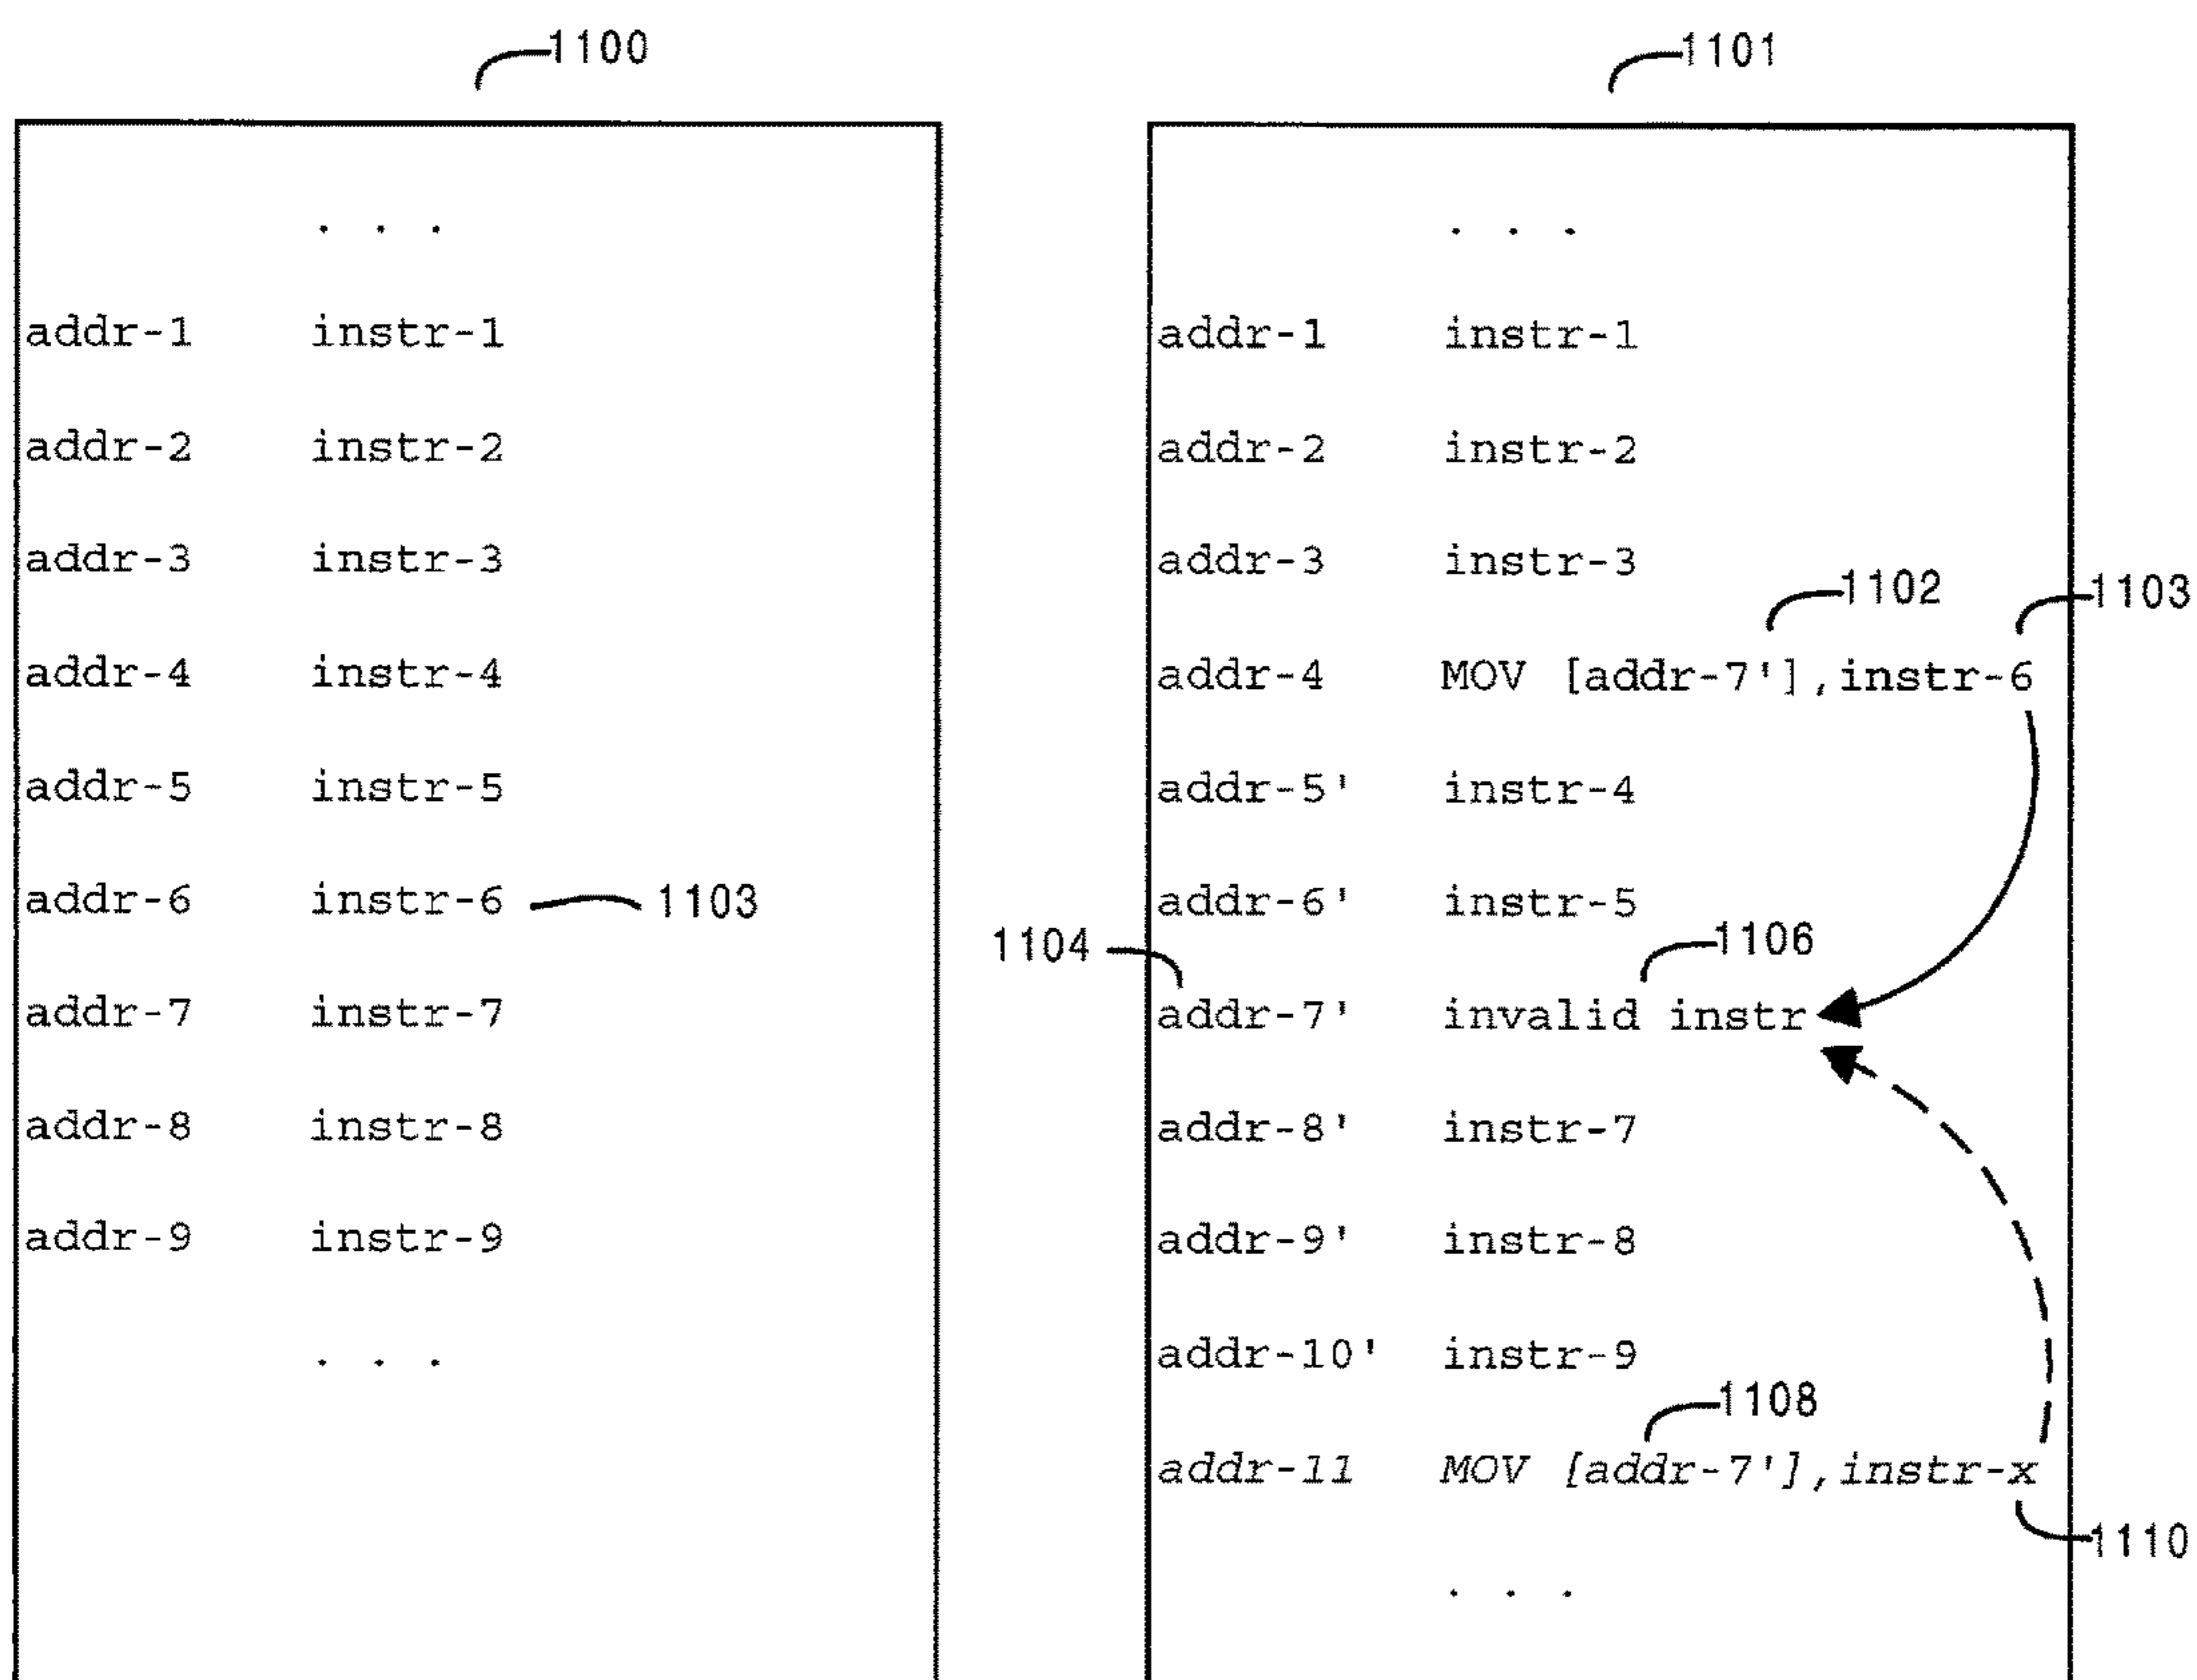 1100
. . .
addr-1 instr-1
addr-2 instr-2
addr-3 instr-3
addr-4 instr-4
addr-5 instr-5
addr-6 instr-6 1103
addr-7 instr-7
addr-8 instr-8
addr-9 instr-9
. . .
1101
. . .
addr-1 instr-1
addr-2 instr-2
addr-3 instr-3
1102 1103
addr-4 MOV [addr-7'],instr-6
addr-5' instr-4
addr-6' instr-5
1104 1106
addr-7' invalid instr
addr-8' instr-7
addr-9' instr-8
addr-10' instr-9
1108
addr-11 MOV [addr-7'],instr-x
1110
. . .